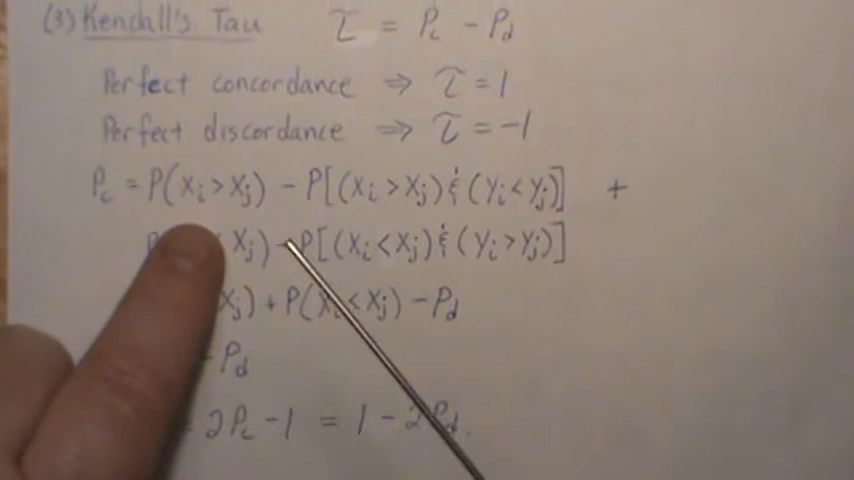 (3) Kendall's Tau τ = Pc - Pd
Perfect concordance ⇒ τ = 1
Perfect discordance ⇒ τ = -1
Pc = P(Xi > Xj) - P[(Xi > Xj) & (Yi < Yj)] +
Xj) - P[(Xi < Xj) & (Yi > Yj)]
Xj) + P(Xi < Xj) - Pd
- Pd
= 2Pc - 1 = 1 - 2Pd.